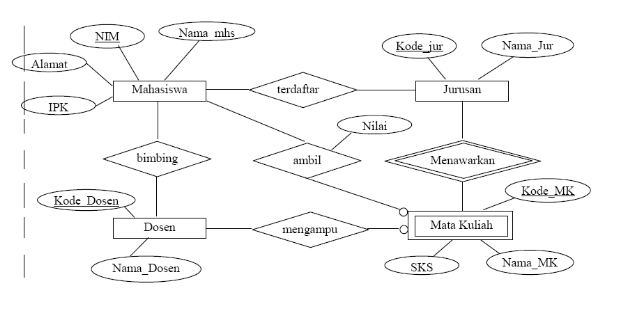 NIM
Nama_mhs
Kode_jur
Nama_Jur
Alamat
Mahasiswa
terdaftar
Jurusan
IPK
Nilai
bimbing
ambil
Menawarkan
Kode_Dosen
Kode_MK
Dosen
mengampu
Mata Kuliah
Nama_Dosen
SKS
Nama_MK